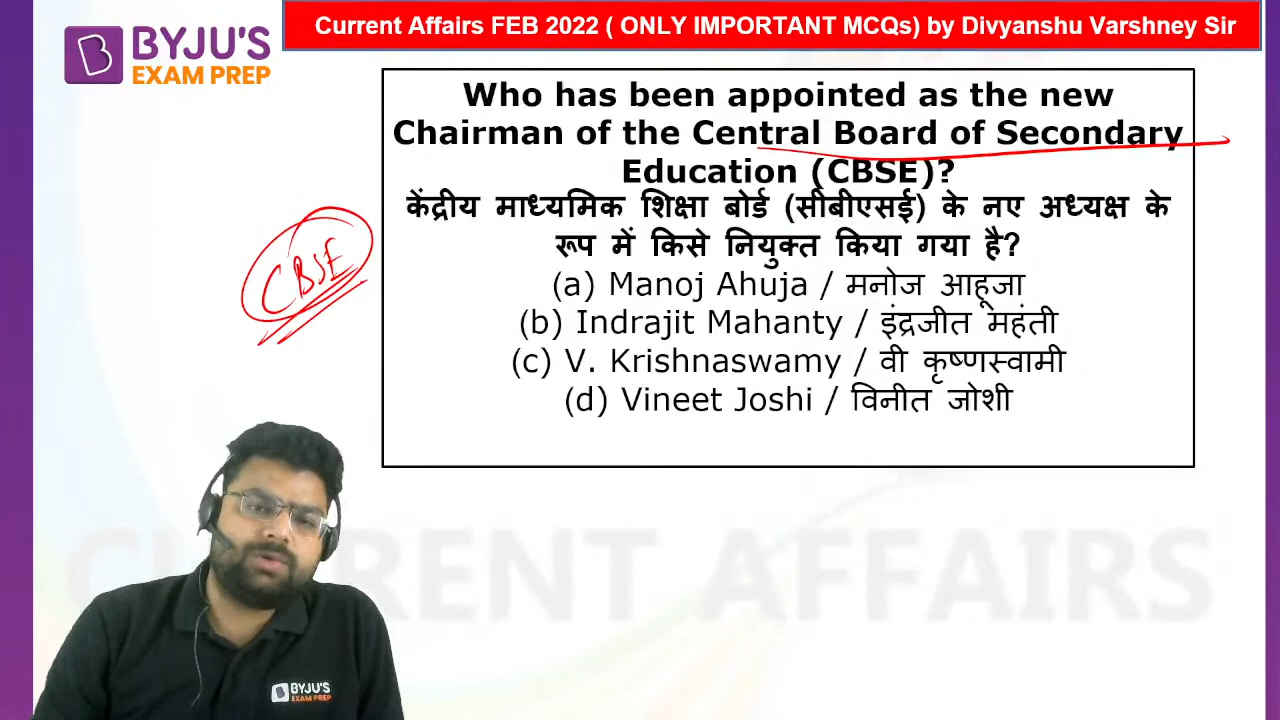 Current Affairs FEB 2022 ( ONLY IMPORTANT MCQs) by Divyanshu Varshney Sir
BYJU'S
EXAM PREP
Who has been appointed as the new
Chairman of the Central Board of Secondary
Education (CBSE)?
केंद्रीय माध्यमिक शिक्षा बोर्ड (सीबीएसई) के नए अध्यक्ष के
रूप में किसे नियुक्त किया गया है?
(a) Manoj Ahuja / मनोज आहूजा
(b) Indrajit Mahanty / इंद्रजीत महंती
(c) V. Krishnaswamy / वी कृष्णस्वामी
(d) Vineet Joshi / विनीत जोशी
CBSE
CURRENT AFFAIRS
BYJU'S
EXAM PREP